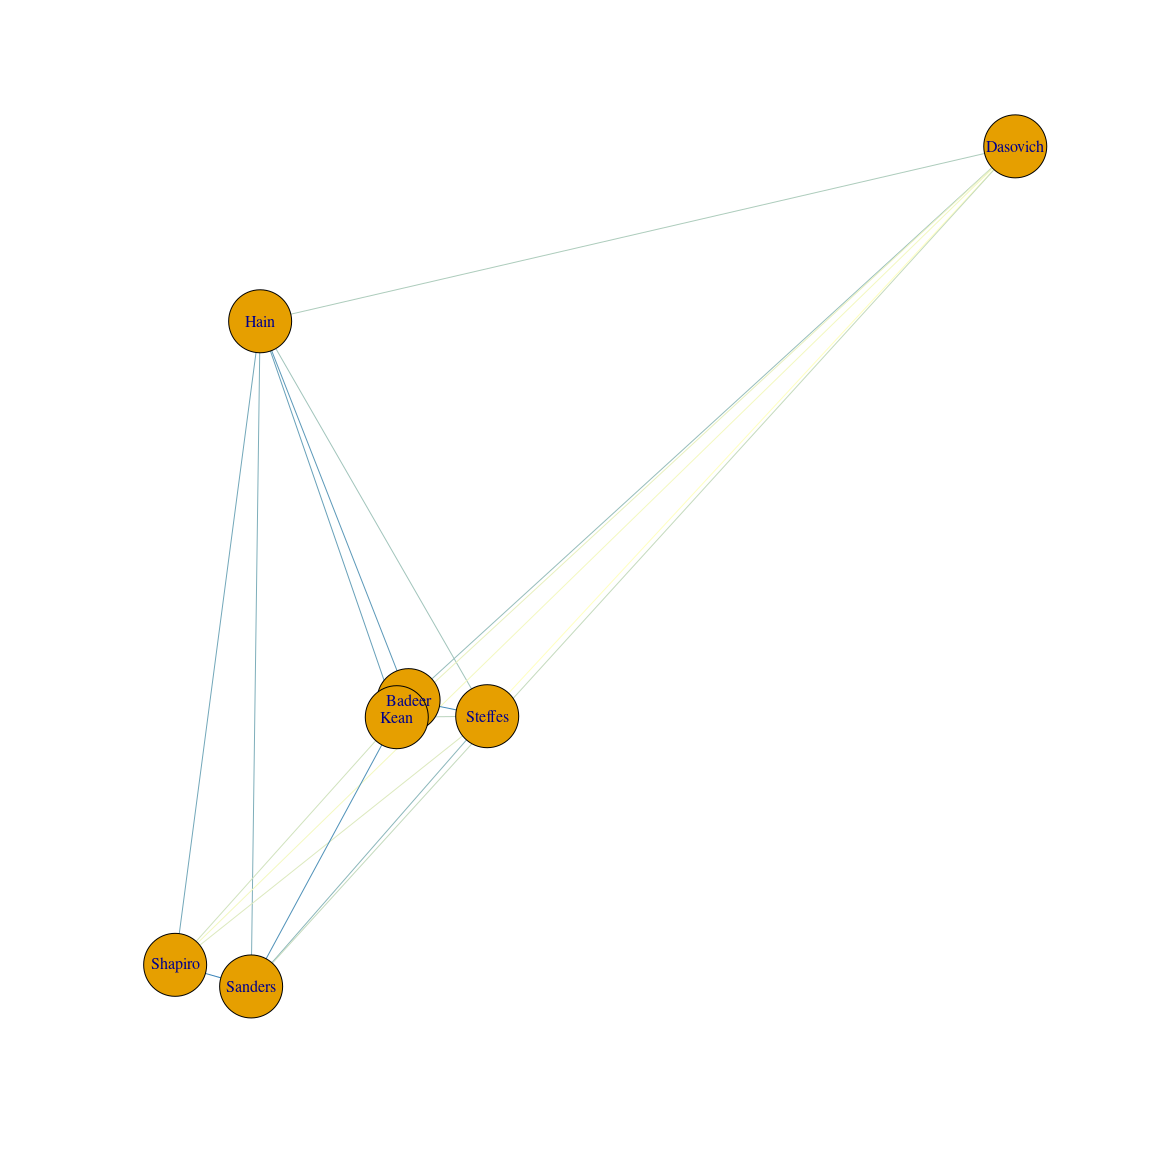 Dasovich
Hain
Badeer
Kean
Steffes
Shapiro
Sanders